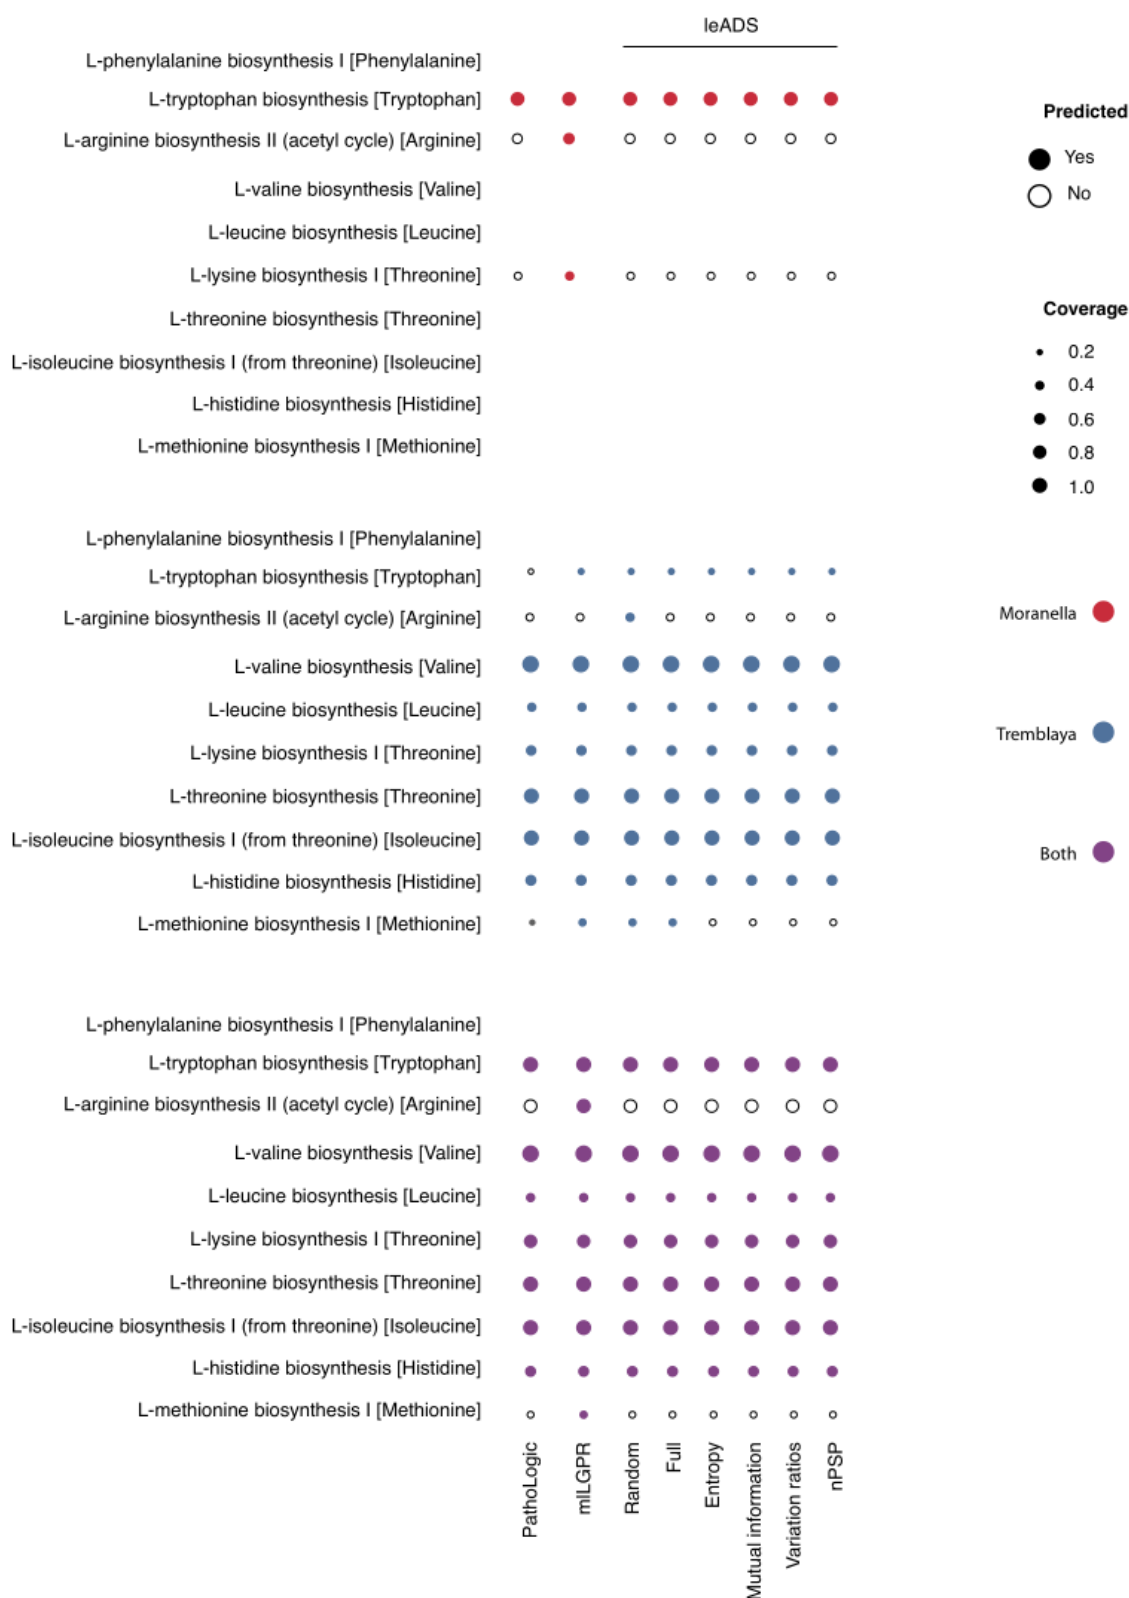 leADS
L-phenylalanine biosynthesis I [Phenylalanine]
L-tryptophan biosynthesis [Tryptophan]
L-arginine biosynthesis II (acetyl cycle) [Arginine]
L-valine biosynthesis [Valine]
L-leucine biosynthesis [Leucine]
L-lysine biosynthesis I [Threonine]
L-threonine biosynthesis [Threonine]
L-isoleucine biosynthesis I (from threonine) [Isoleucine]
L-histidine biosynthesis [Histidine]
L-methionine biosynthesis I [Methionine]
Predicted
Yes
No
Coverage
0.2
0.4
0.6
0.8
1.0
L-phenylalanine biosynthesis I [Phenylalanine]
L-tryptophan biosynthesis [Tryptophan]
L-arginine biosynthesis II (acetyl cycle) [Arginine]
L-valine biosynthesis [Valine]
L-leucine biosynthesis [Leucine]
L-lysine biosynthesis I [Threonine]
L-threonine biosynthesis [Threonine]
L-isoleucine biosynthesis I (from threonine) [Isoleucine]
L-histidine biosynthesis [Histidine]
L-methionine biosynthesis I [Methionine]
Moranella
Tremblaya
Both
L-phenylalanine biosynthesis I [Phenylalanine]
L-tryptophan biosynthesis [Tryptophan]
L-arginine biosynthesis II (acetyl cycle) [Arginine]
L-valine biosynthesis [Valine]
L-leucine biosynthesis [Leucine]
L-lysine biosynthesis I [Threonine]
L-threonine biosynthesis [Threonine]
L-isoleucine biosynthesis I (from threonine) [Isoleucine]
L-histidine biosynthesis [Histidine]
L-methionine biosynthesis I [Methionine]
PathoLogic
mlLGPR
Random
Full
Entropy
Mutual information
Variation ratios
nPSP